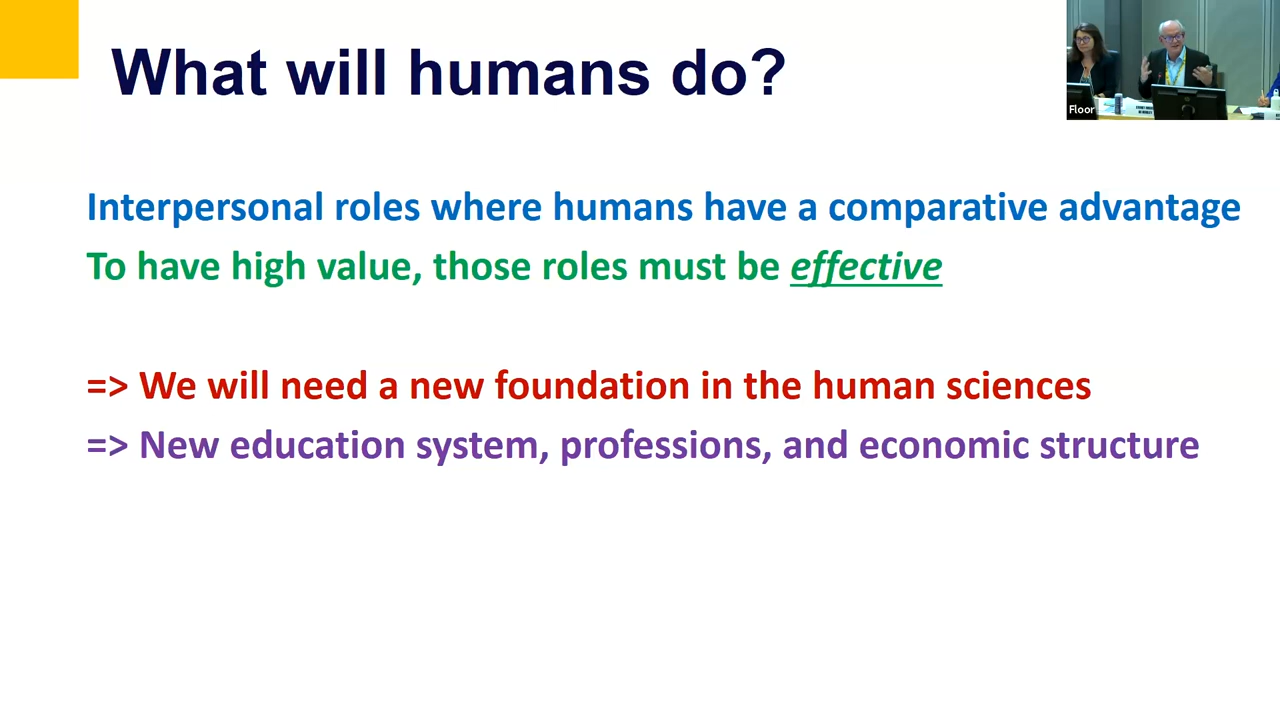 What will humans do?
Floor
Interpersonal roles where humans have a comparative advantage
To have high value, those roles must be effective
=> We will need a new foundation in the human sciences
=> New education system, professions, and economic structure